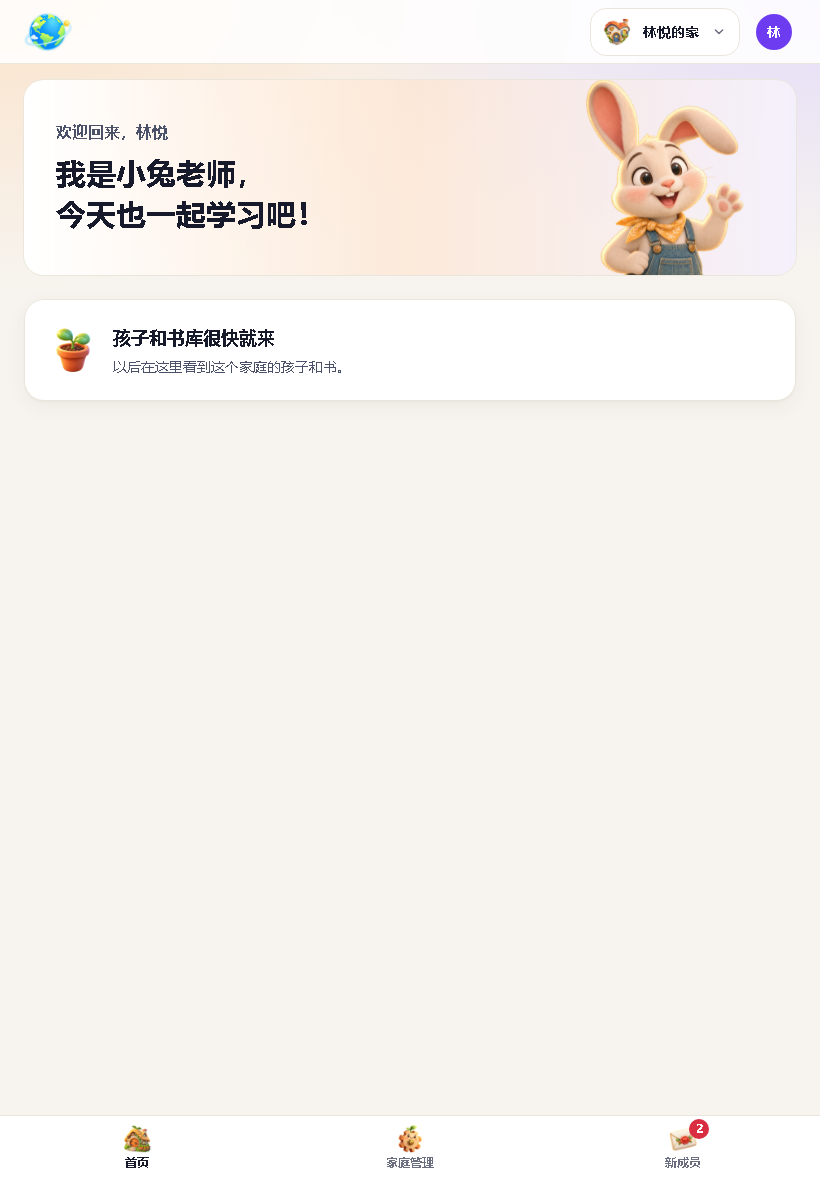 林悦的家
林
欢迎回来，林悦
我是小兔老师，
今天也一起学习吧！
孩子和书库很快就来
以后在这里看到这个家庭的孩子和书。
首页
家庭管理
2
新成员